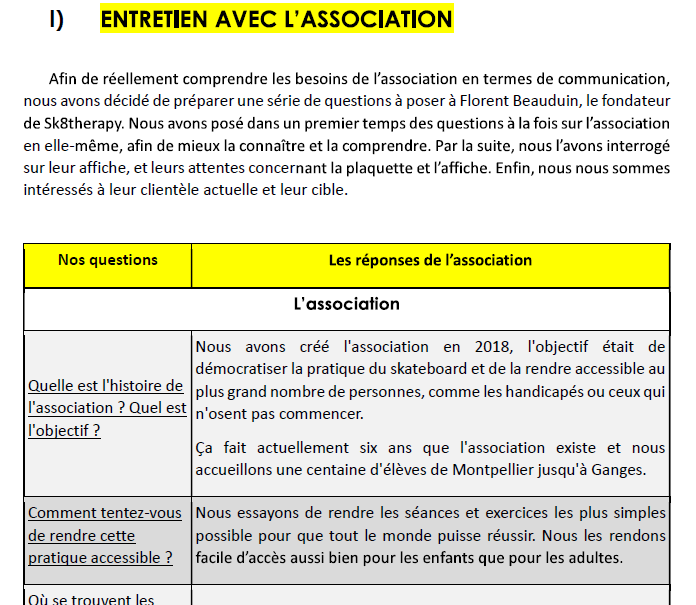 I) ENTRETIEN AVEC L'ASSOCIATION
Afin de réellement comprendre les besoins de l'association en termes de communication,
nous avons décidé de préparer une série de questions à poser à Florent Beauduin, le fondateur
de Sk8therapy. Nous avons posé dans un premier temps des questions à la fois sur l'association
en elle-même, afin de mieux la connaître et la comprendre. Par la suite, nous l'avons interrogé
sur leur affiche, et leurs attentes concernant la plaquette et l'affiche. Enfin, nous nous sommes
intéressés à leur clientèle actuelle et leur cible.
Nos questions
Les réponses de l'association
L'association
Quelle est l'histoire de
l'association ? Quel est
l'objectif ?
Nous avons créé l'association en 2018, l'objectif était de
démocratiser la pratique du skateboard et de la rendre accessible au
plus grand nombre de personnes, comme les handicapés ou ceux qui
n'osent pas commencer.
Ça fait actuellement six ans que l'association existe et nous
accueillons une centaine d'élèves de Montpellier jusqu'à Ganges.
Comment tentez-vous
de rendre cette
pratique accessible ?
Nous essayons de rendre les séances et exercices les plus simples
possible pour que tout le monde puisse réussir. Nous les rendons
facile d'accès aussi bien pour les enfants que pour les adultes.
Où se trouvent les